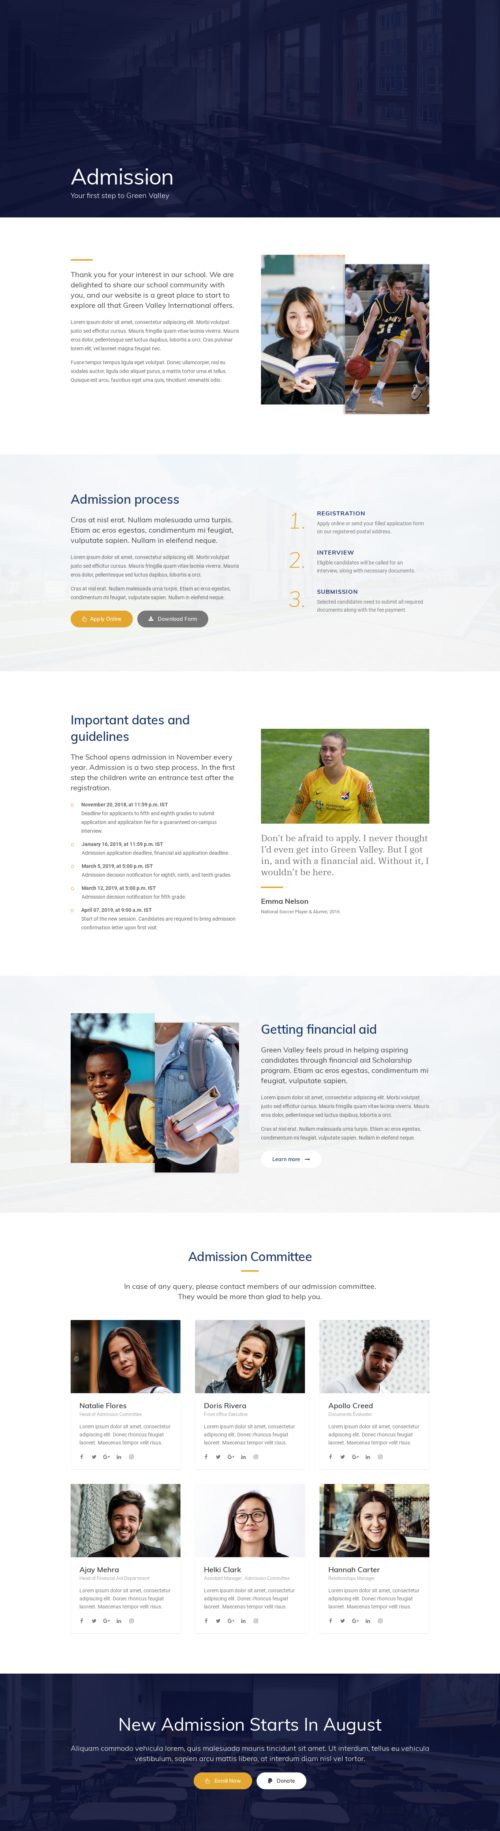 Admission
Your first step to Green Valley
Thank you for your interest in our school. We are
delighted to share our school community with
you, and our website is a great place to start to
explore all that Green Valley International offers.
Lorem ipsum dolor sit amet, consectetur adipiscing elit. Morbi volutpat
justo sed efficitur cursus. Mauris fringilla quam vitae lacinia viverra. Mauris
eros dolor, pellentesque sed luctus dapibus, lobortis a orci. Cras pulvinar
lorem elit, vel laoreet magna feugiat nec.
Fusce tempor tempus ligula eget volutpat. Donec ullamcorper, nisl eu
sodales auctor, ligula odio aliquet purus, a mattis tortor urna et tellus.
Quisque est arcu, faucibus eget urna quis, tincidunt venenatis odio.
Admission process
Cras at nisl erat. Nullam malesuada urna turpis.
Etiam ac eros egestas, condimentum mi feugiat,
vulputate sapien. Nullam in eleifend neque.
Lorem ipsum dolor sit amet, consectetur adipiscing elit. Morbi volutpat
justo sed efficitur cursus. Mauris fringilla quam vitae lacinia viverra. Mauris
eros dolor, pellentesque sed luctus dapibus, lobortis a orci.
Cras at nisl erat. Nullam malesuada urna turpis. Etiam ac eros egestas,
condimentum mi feugiat, vulputate sapien. Nullam in eleifend neque.
Apply Online
Download Form
1.
REGISTRATION
Apply online or send your filled application form
on our registered postal address.
2.
INTERVIEW
Eligible candidates will be called for an
interview, along with necessary documents.
3.
SUBMISSION
Selected candidates need to submit all required
documents along with the fee payment.
Important dates and
guidelines
The School opens admission in November every
year. Admission is a two step process. In the first
step the children write an entrance test after the
registration.
November 20, 2018, at 11:59 p.m. IST
Deadline for applicants to fifth and eighth grades to submit
application and application fee for a guaranteed on-campus
interview.
January 16, 2019, at 11:59 p.m. IST
Admission application deadline, financial aid application deadline.
March 5, 2019, at 5:00 p.m. IST
Admission decision notification for eighth, ninth, and tenth grades
March 12, 2019, at 5:00 p.m. IST
Admission decision notification for fifth grade
April 07, 2019, at 9:00 a.m. IST
Start of the new session. Candidates are required to bring admission
confirmation letter upon first visit
Don't be afraid to apply. I never thought
I'd even get into Green Valley. But I got
in, and with a financial aid. Without it, I
wouldn't be here.
Emma Nelson
National Soccer Player & Alumni, 2016
Getting financial aid
Green Valley feels proud in helping aspiring
candidates through financial aid Scholarship
program. Etiam ac eros egestas, condimentum mi
feugiat, vulputate sapien.
Lorem ipsum dolor sit amet, consectetur adipiscing elit. Morbi volutpat
justo sed efficitur cursus. Mauris fringilla quam vitae lacinia viverra. Mauris
eros dolor, pellentesque sed luctus dapibus, lobortis a orci.
Cras at nisl erat. Nullam malesuada urna turpis. Etiam ac eros egestas,
condimentum mi feugiat, vulputate sapien. Nullam in eleifend neque.
Learn more
Admission Committee
In case of any query, please contact members of our admission committee.
They would be more than glad to help you.
Natalie Flores
Head of Admission Committee
Lorem ipsum dolor sit amet, consectetur
adipiscing elit. Donec rhoncus feugiat
laoreet. Maecenas tempor velit risus.
Doris Rivera
Front office Executive
Lorem ipsum dolor sit amet, consectetur
adipiscing elit. Donec rhoncus feugiat
laoreet. Maecenas tempor velit risus.
Apollo Creed
Documents Evaluator
Lorem ipsum dolor sit amet, consectetur
adipiscing elit. Donec rhoncus feugiat
laoreet. Maecenas tempor velit risus.
Ajay Mehra
Head of Financial Aid Department
Lorem ipsum dolor sit amet, consectetur
adipiscing elit. Donec rhoncus feugiat
laoreet. Maecenas tempor velit risus.
Helki Clark
Assistant Manager, Admission Committee
Lorem ipsum dolor sit amet, consectetur
adipiscing elit. Donec rhoncus feugiat
laoreet. Maecenas tempor velit risus.
Hannah Carter
Relationships Manager
Lorem ipsum dolor sit amet, consectetur
adipiscing elit. Donec rhoncus feugiat
laoreet. Maecenas tempor velit risus.
New Admission Starts In August
Aliquam commodo vehicula lorem, quis malesuada mauris tincidunt sit amet. Ut interdum, tellus eu vehicula
vestibulum, sapien arcu mattis libero, at interdum diam nisl vel tortor.
Enroll Now
Donate